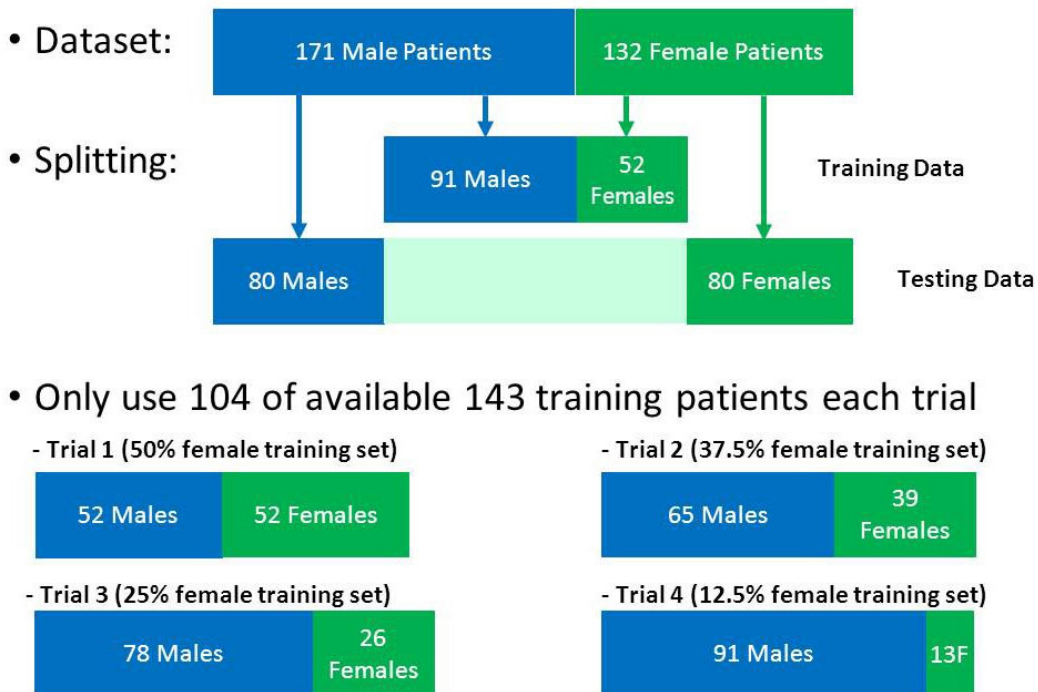 • Dataset:
171 Male Patients
132 Female Patients
• Splitting:
91 Males
52
Females
Training Data
80 Males
80 Females
Testing Data
• Only use 104 of available 143 training patients each trial
- Trial 1 (50% female training set)
52 Males
52 Females
- Trial 2 (37.5% female training set)
65 Males
39
Females
- Trial 3 (25% female training set)
78 Males
26
Females
- Trial 4 (12.5% female training set)
91 Males
13F